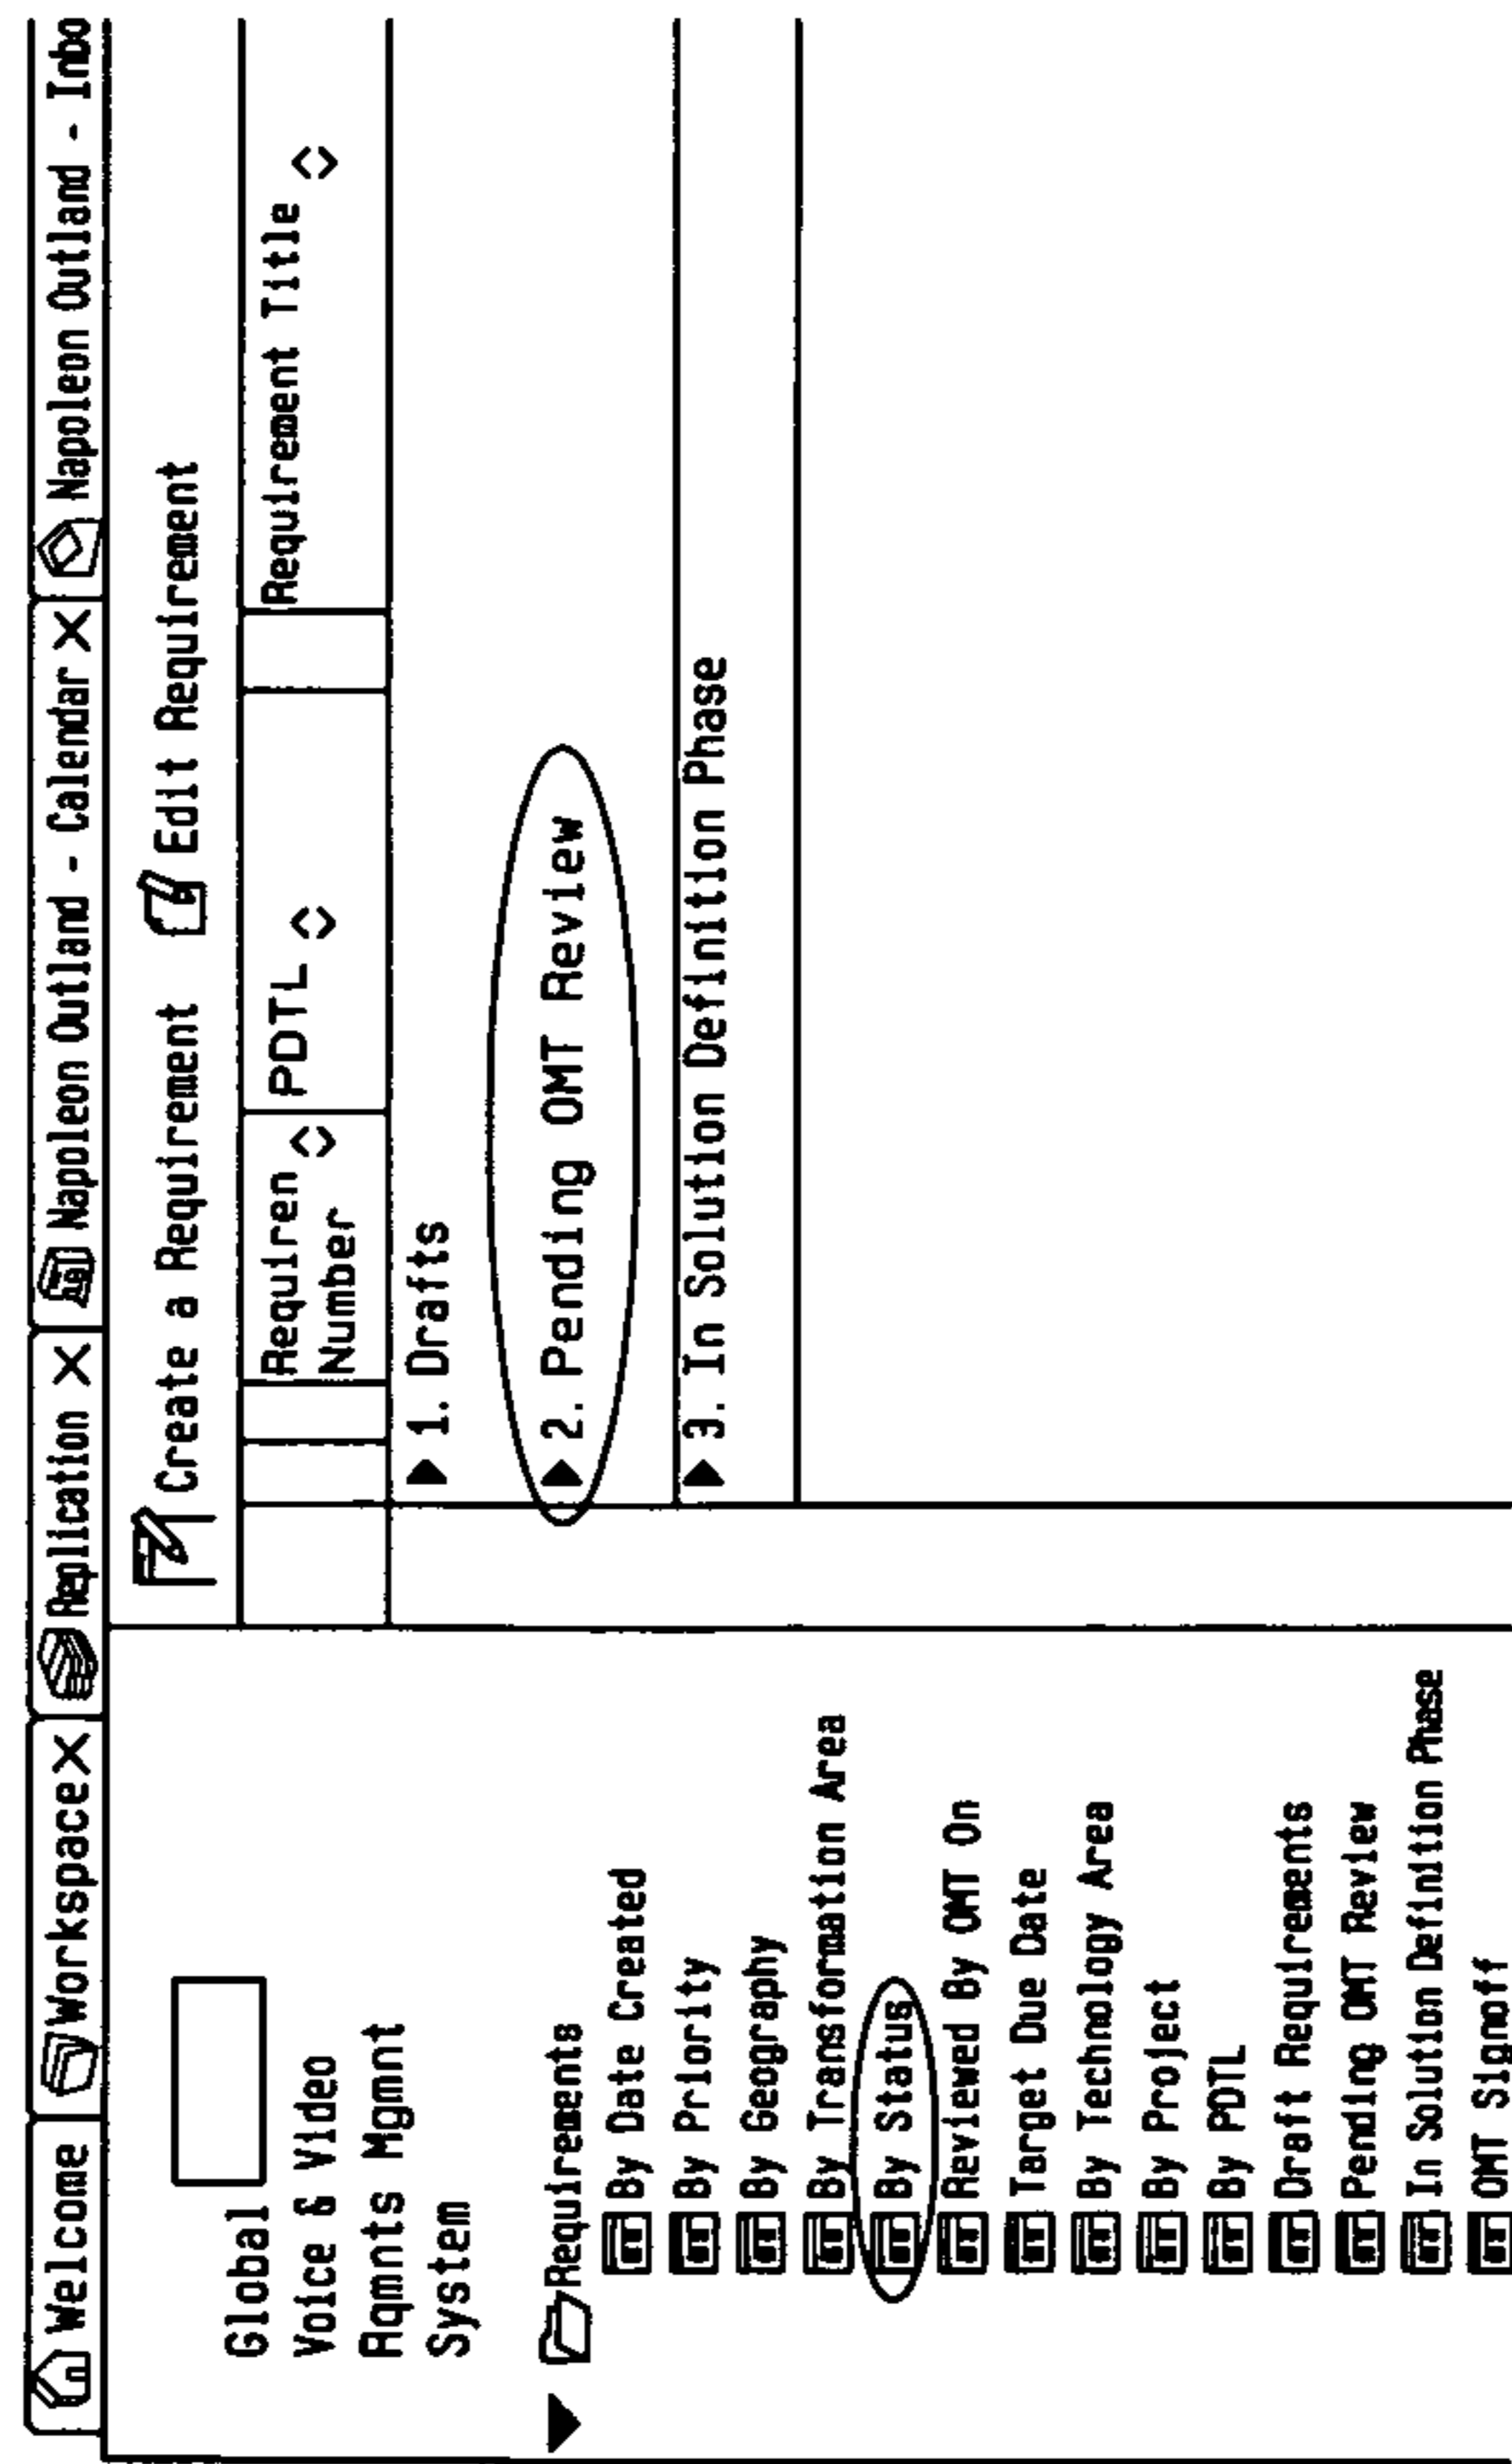 Welcome
Workspace
Replication
Napoleon Outland - Calendar
Napoleon Outland - Inbo
Global
Voice & Video
Rqmnts Mgmnt
System
Requirements
By Date Created
By Priority
By Geography
By Transformation Area
By Status
Reviewed By OMT On
Target Due Date
By Technology Area
By Project
By PDTL
Draft Requirements
Pending OMT Review
In Solution Definition Phase
OMT Signoff
Create a Requirement
Edit Requirement
Requiren
Number
PDTL
Requirement Title
1. Drafts
2. Pending OMT Review
3. In Solution Definition Phase